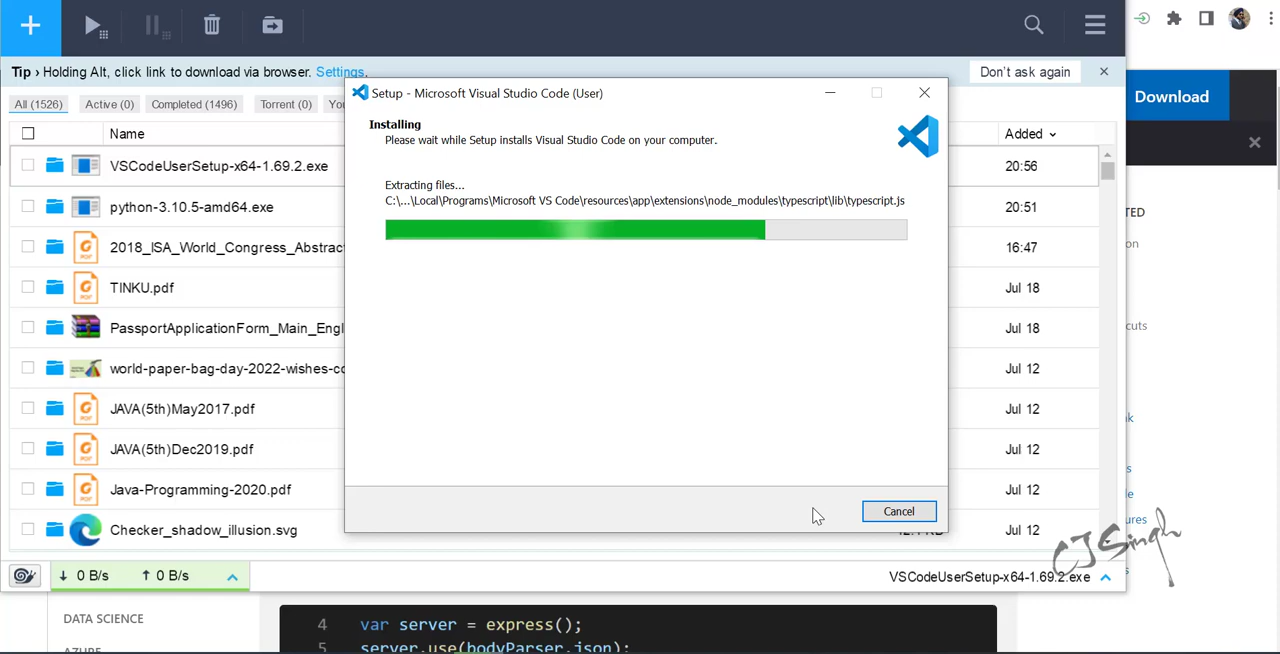 Tip › Holding Alt, click link to download via browser. Settings.
Don't ask again
Download
All (1526)
Active (0)
Completed (1496)
Torrent (0)
Setup - Microsoft Visual Studio Code (User)
Installing
Please wait while Setup installs Visual Studio Code on your computer.
Extracting files...
C:\...\Local\Programs\Microsoft VS Code\resources\app\extensions\node_modules\typescript\lib\typescript.js
Cancel
Name
Added
VSCodeUserSetup-x64-1.69.2.exe
20:56
python-3.10.5-amd64.exe
20:51
2018_ISA_World_Congress_Abstract
16:47
TINKU.pdf
Jul 18
PassportApplicationForm_Main_Engl
Jul 18
world-paper-bag-day-2022-wishes-co
Jul 12
JAVA(5th)May2017.pdf
Jul 12
JAVA(5th)Dec2019.pdf
Jul 12
Java-Programming-2020.pdf
Jul 12
Checker_shadow_illusion.svg
Jul 12
CJSingh
↓ 0 B/s ↑ 0 B/s
VSCodeUserSetup-x64-1.69.2.exe
DATA SCIENCE
4 var server = express();
5 server.use(bodyParser.json);